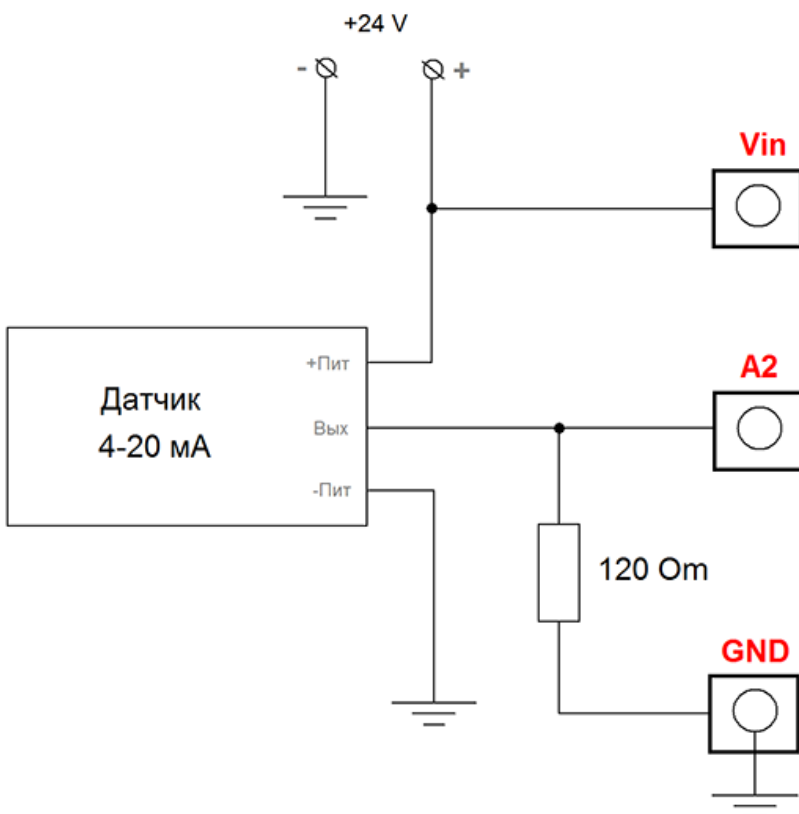 +24 V
- +
Vin
+Пит
A2
Датчик
Вых
4-20 мА
-Пит
120 Om
GND